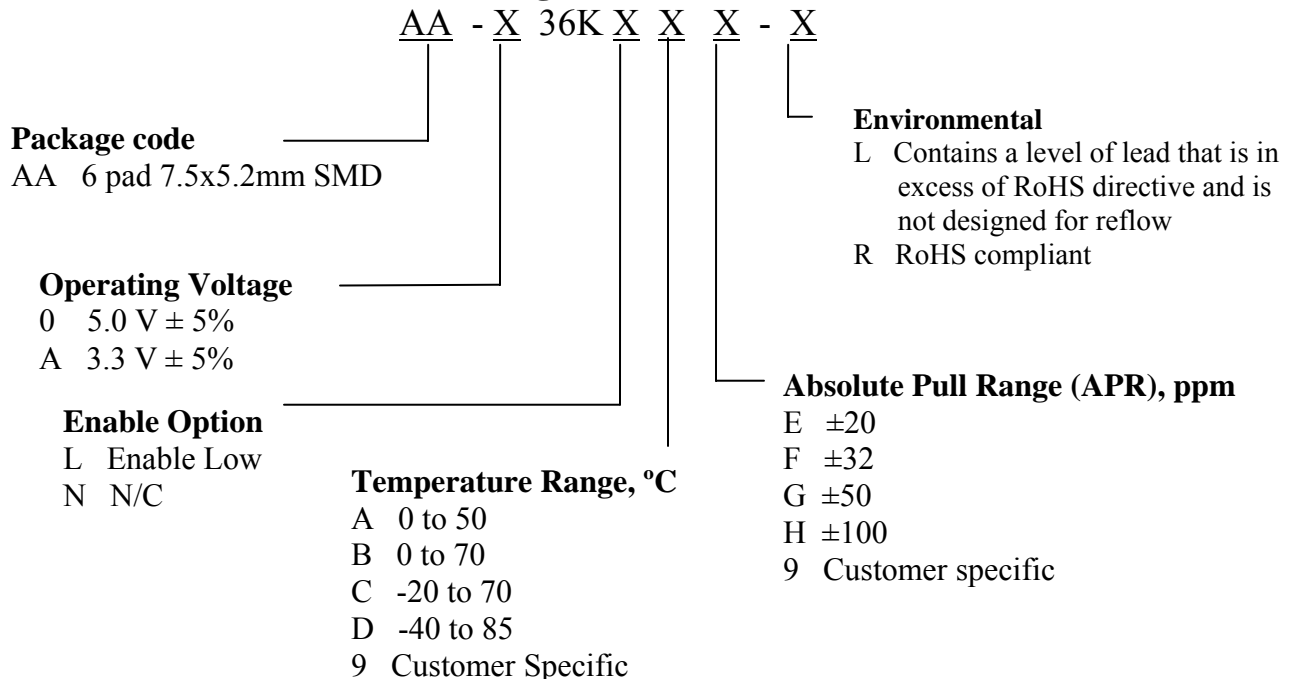 AA - X 36K X X X - X
Package code
AA 6 pad 7.5x5.2mm SMD
Operating Voltage
0 5.0 V ± 5%
A 3.3 V ± 5%
Enable Option
L Enable Low
N N/C
Temperature Range, ºC
A 0 to 50
B 0 to 70
C -20 to 70
D -40 to 85
9 Customer Specific
Absolute Pull Range (APR), ppm
E ±20
F ±32
G ±50
H ±100
9 Customer specific
Environmental
L Contains a level of lead that is in
excess of RoHS directive and is
not designed for reflow
R RoHS compliant